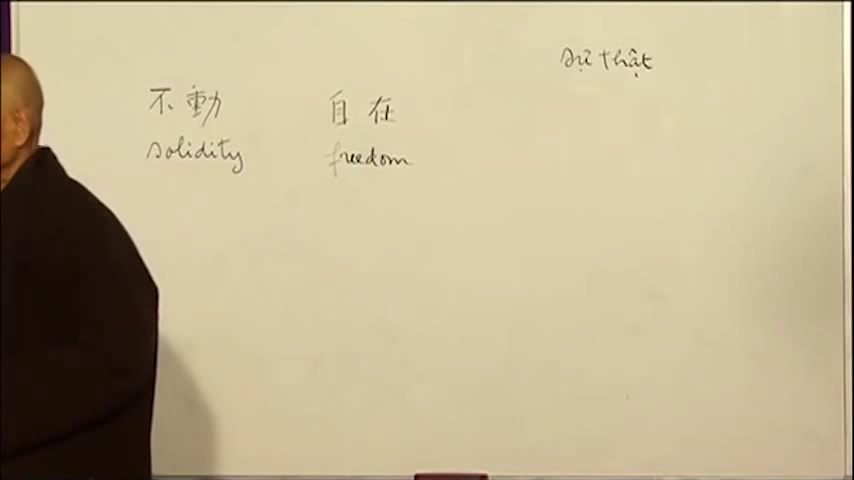 sự thật
不動 自在
solidity freedom